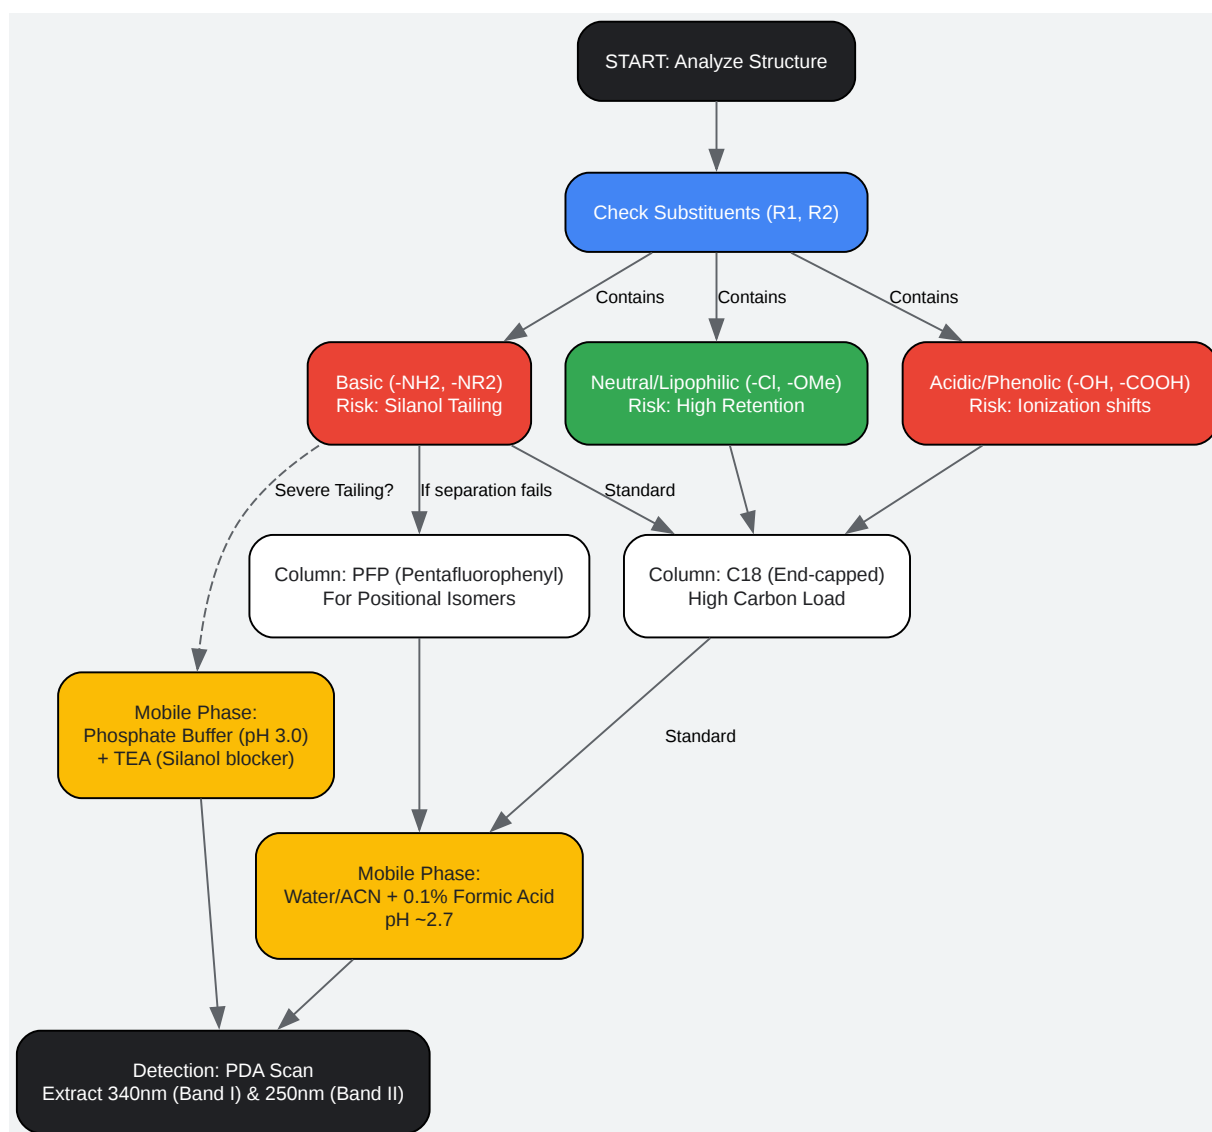 START: Analyze Structure
Check Substituents (R1, R2)
Contains
Contains
Contains
Basic (-NH2, -NR2)
Risk: Silanol Tailing
Neutral/Lipophilic (-Cl, -OMe)
Risk: High Retention
Acidic/Phenolic (-OH, -COOH)
Risk: Ionization shifts
Severe Tailing?
If separation fails
Standard
Column: PFP (Pentafluorophenyl)
For Positional Isomers
Column: C18 (End-capped)
High Carbon Load
Mobile Phase:
Phosphate Buffer (pH 3.0)
+ TEA (Silanol blocker)
Standard
Mobile Phase:
Water/ACN + 0.1% Formic Acid
pH ~2.7
Detection: PDA Scan
Extract 340nm (Band I) & 250nm (Band II)